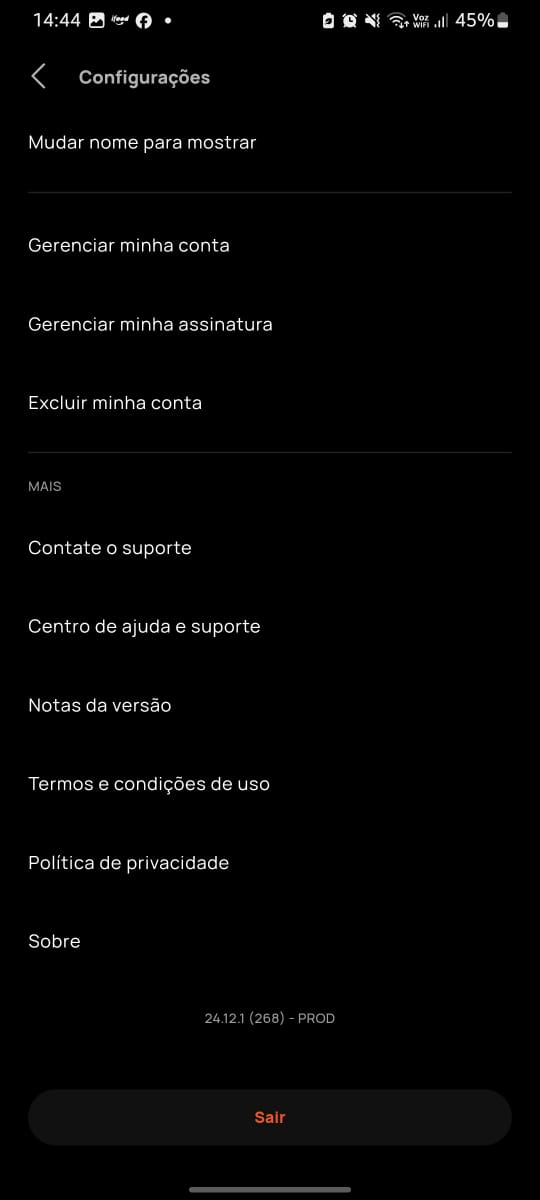 14:44 ifood Voz WiFi 45%
Configurações
Mudar nome para mostrar
Gerenciar minha conta
Gerenciar minha assinatura
Excluir minha conta
MAIS
Contate o suporte
Centro de ajuda e suporte
Notas da versão
Termos e condições de uso
Política de privacidade
Sobre
24.12.1 (268) - PROD
Sair